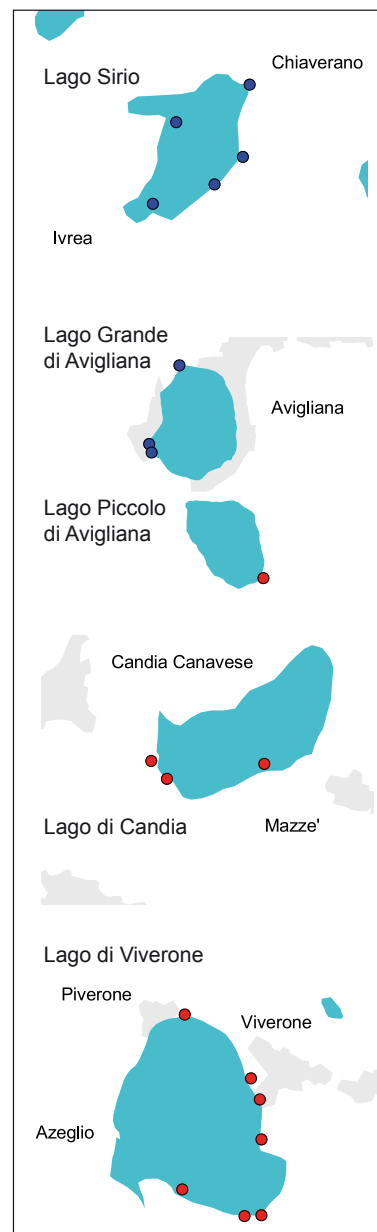 Chiaverano
Lago Sirio
Ivrea
Lago Grande
di Avigliana
Avigliana
Lago Piccolo
di Avigliana
Candia Canavese
Lago di Candia
Mazze'
Lago di Viverone
Piverone
Viverone
Azeglio